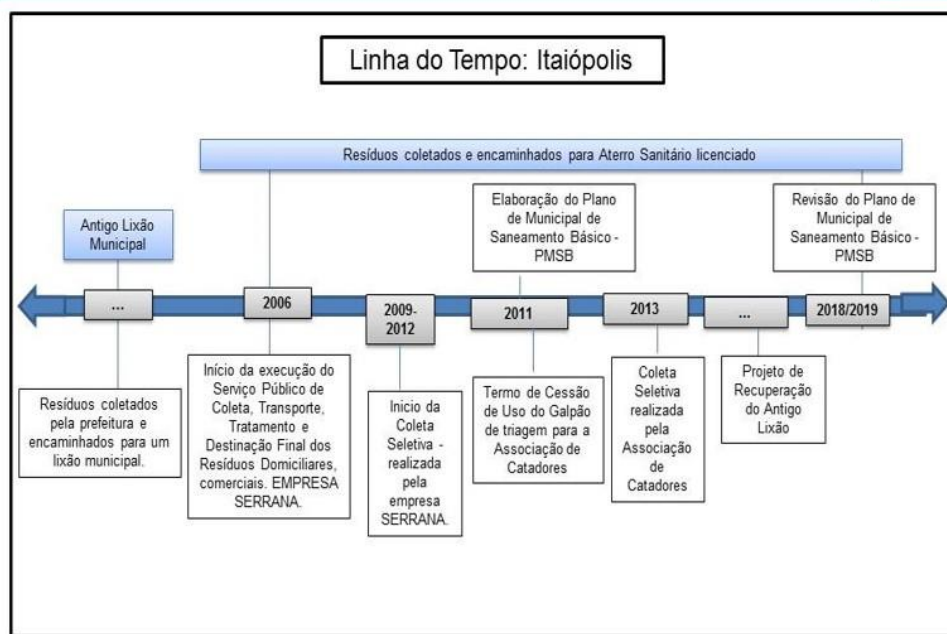 Linha do Tempo: Itaiópolis
Resíduos coletados e encaminhados para Aterro Sanitário licenciado
Antigo Lixão
Municipal
Elaboração do Plano
de Municipal de
Saneamento Básico -
PMSB
Revisão do Plano de
Municipal de
Saneamento Básico -
PMSB
...
2006
2009-
2012
2011
2013
...
2018/2019
Resíduos coletados
pela prefeitura e
encaminhados para um
lixão municipal.
Início da execução do
Serviço Público de
Coleta, Transporte,
Tratamento e
Destinação Final dos
Resíduos Domiciliares,
comerciais. EMPRESA
SERRANA.
Inicio da
Coleta
Seletiva -
realizada
pela
empresa
SERRANA.
Termo de Cessão
de Uso do Galpão
de triagem para a
Associação de
Catadores
Coleta
Seletiva
realizada
pela
Associação
de
Catadores
Projeto de
Recuperação
do Antigo
Lixão